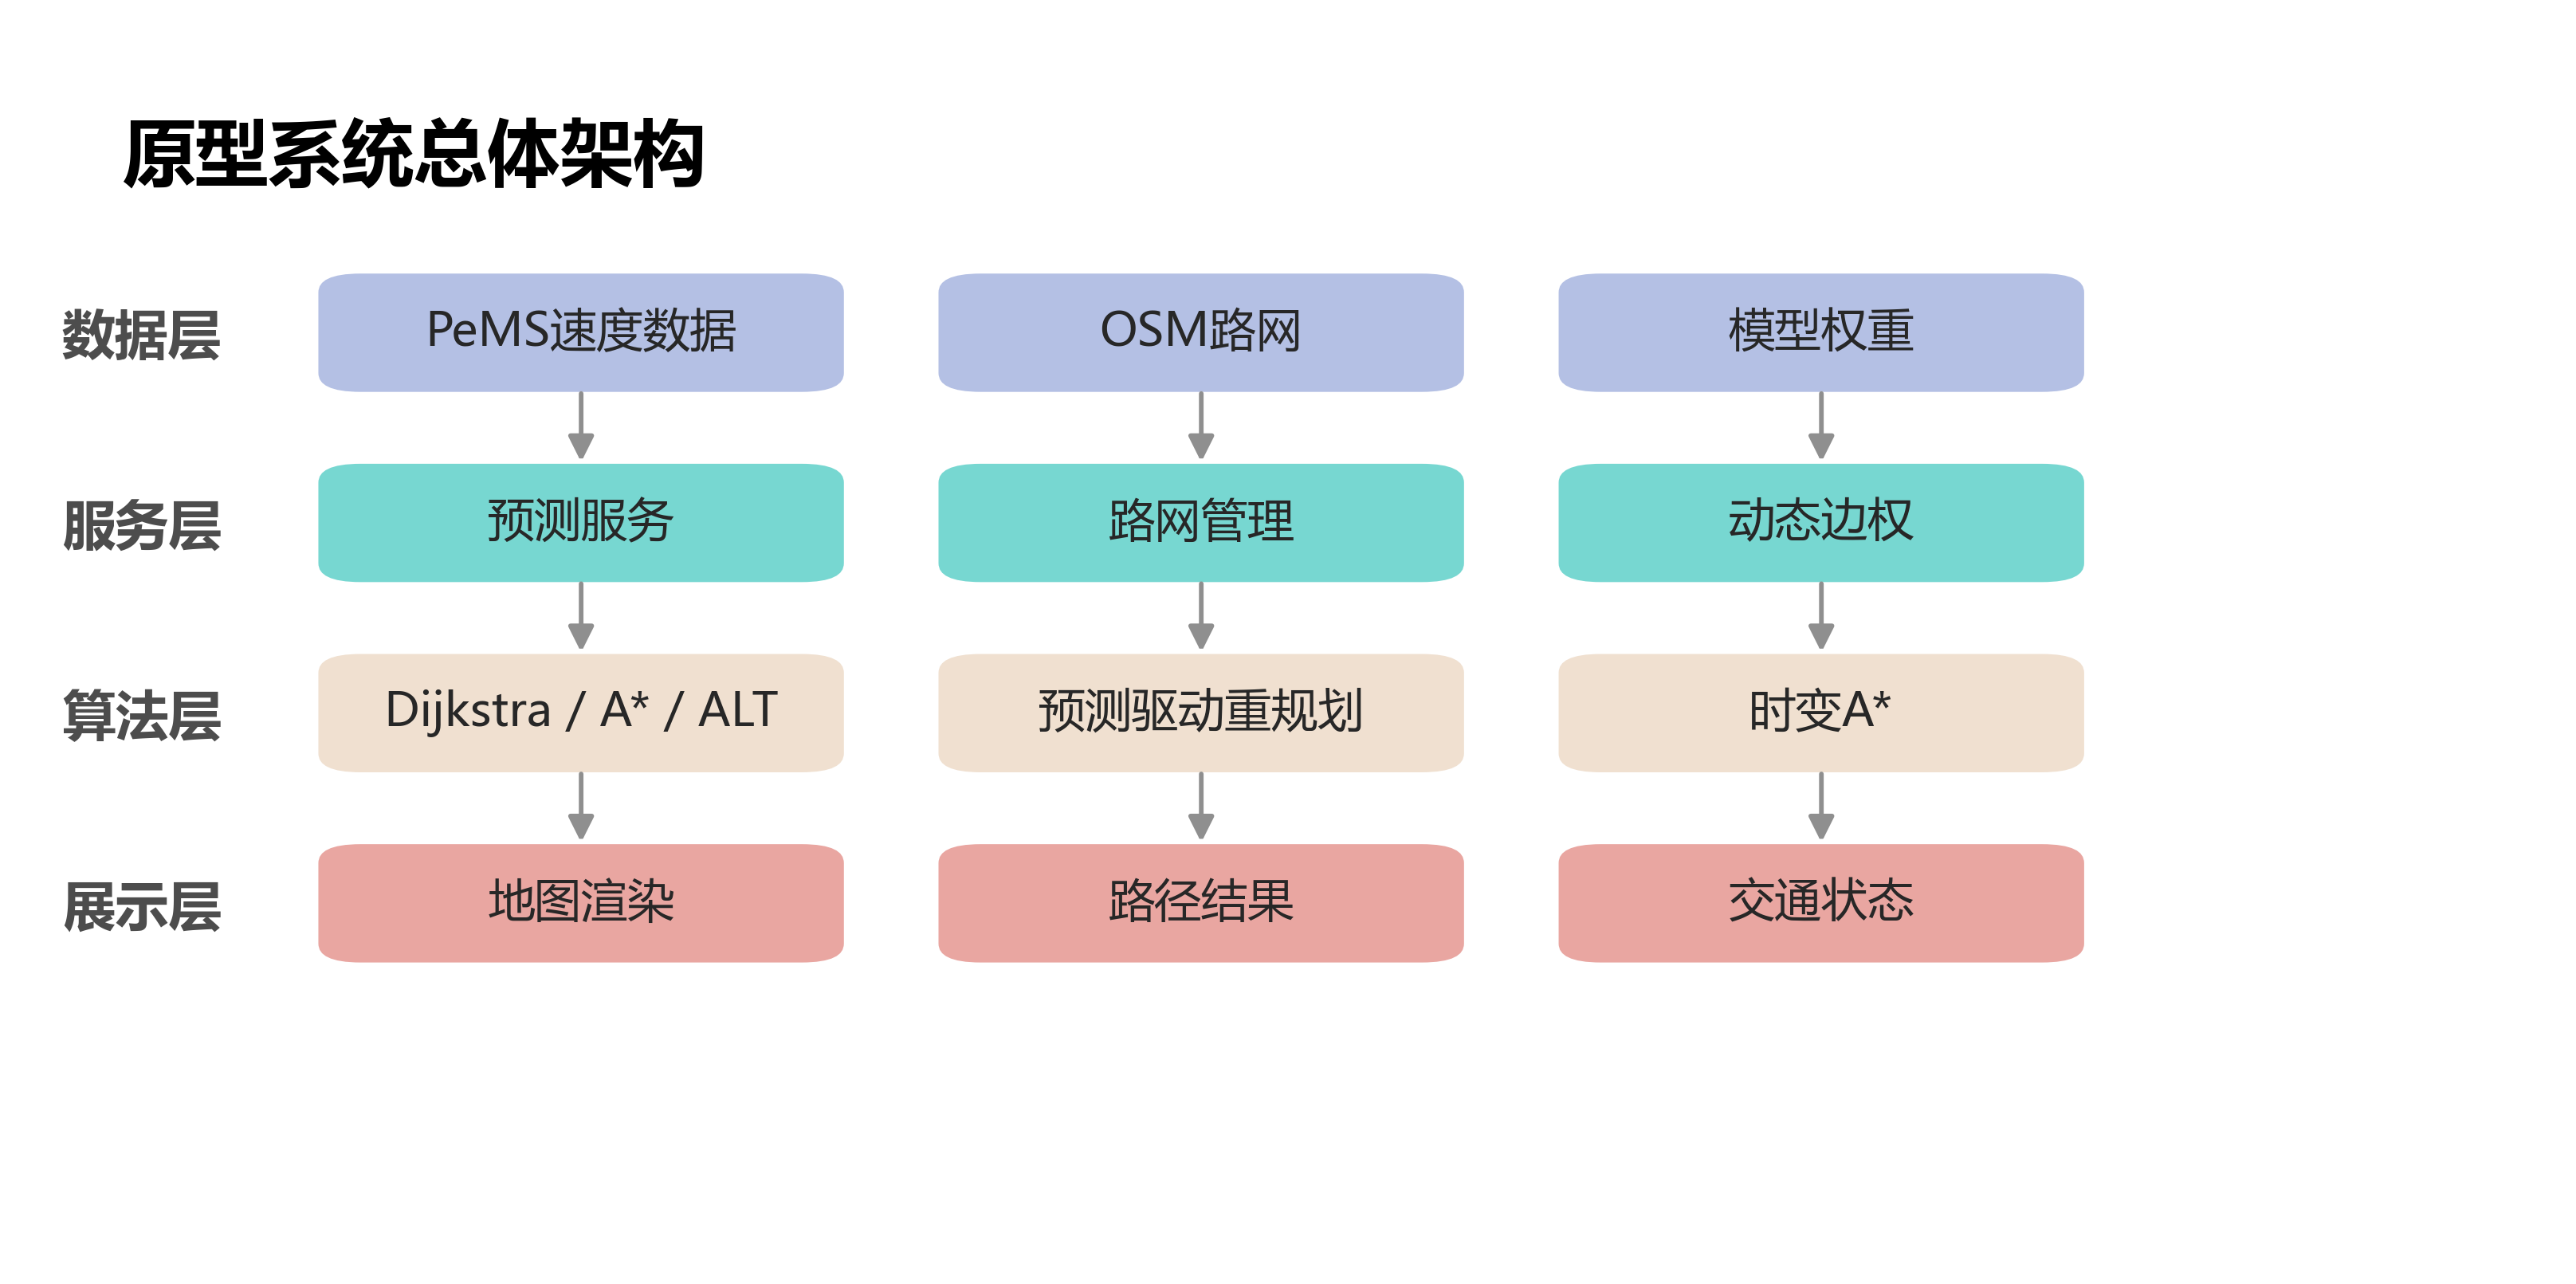 原型系统总体架构
数据层
PeMS速度数据
OSM路网
模型权重
服务层
预测服务
路网管理
动态边权
算法层
Dijkstra / A* / ALT
预测驱动重规划
时变A*
展示层
地图渲染
路径结果
交通状态